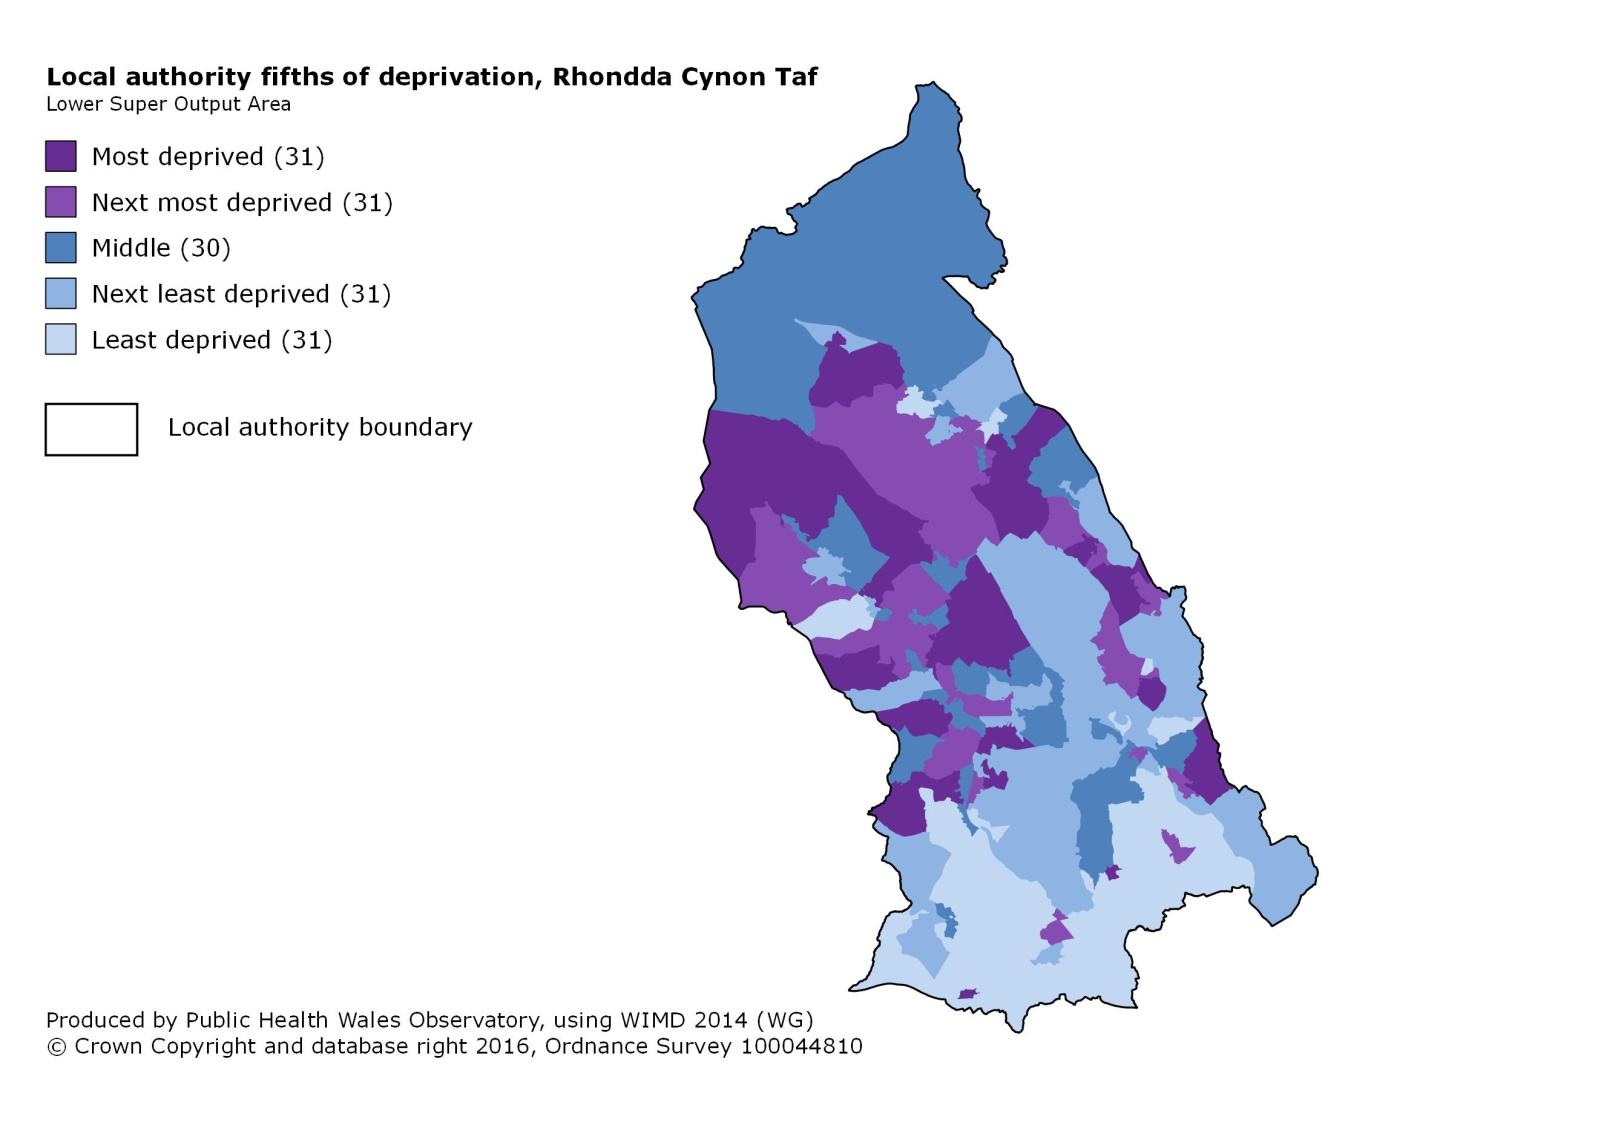 Local authority fifths of deprivation, Rhondda Cynon Taf
Lower Super Output Area
Most deprived (31)
Next most deprived (31)
Middle (30)
Next least deprived (31)
Least deprived (31)
Local authority boundary
Produced by Public Health Wales Observatory, using WIMD 2014 (WG)
© Crown Copyright and database right 2016, Ordnance Survey 100044810